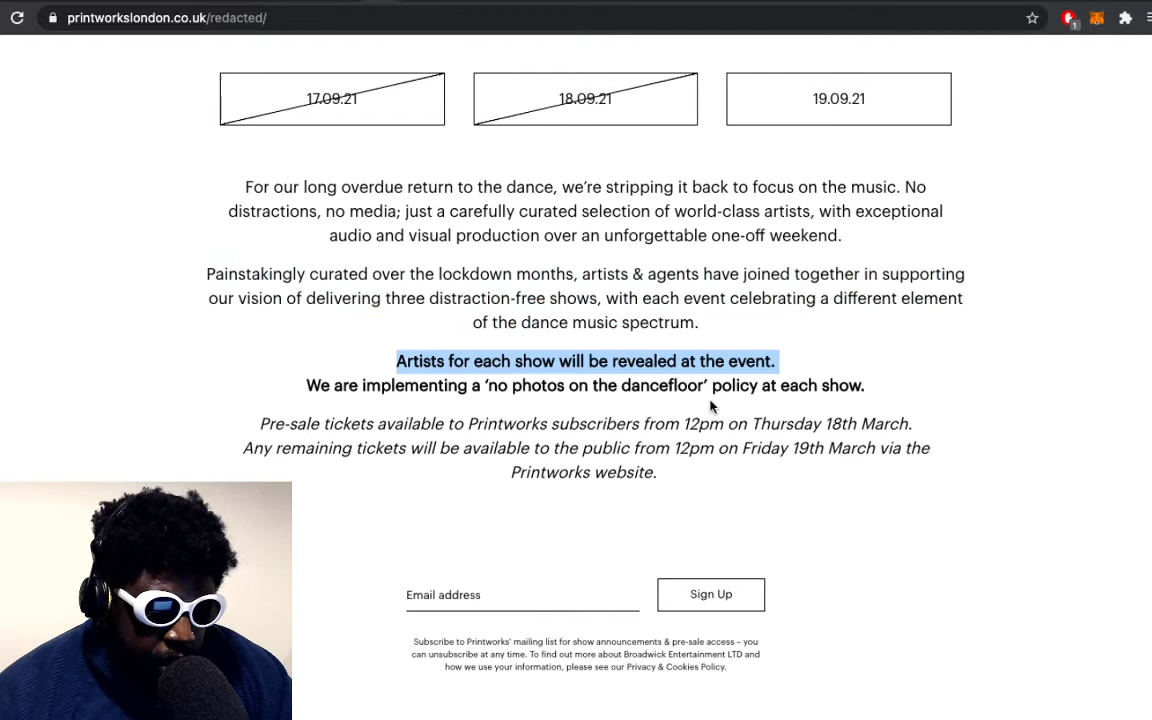 printworkslondon.co.uk/redacted/
1
17.09.21 18.09.21 19.09.21
For our long overdue return to the dance, we’re stripping it back to focus on the music. No
distractions, no media; just a carefully curated selection of world-class artists, with exceptional
audio and visual production over an unforgettable one-off weekend.
Painstakingly curated over the lockdown months, artists & agents have joined together in supporting
our vision of delivering three distraction-free shows, with each event celebrating a different element
of the dance music spectrum.
Artists for each show will be revealed at the event.
We are implementing a ‘no photos on the dancefloor’ policy at each show.
Pre-sale tickets available to Printworks subscribers from 12pm on Thursday 18th March.
Any remaining tickets will be available to the public from 12pm on Friday 19th March via the
Printworks website.
Email address Sign Up
Subscribe to Printworks' mailing list for show announcements & pre-sale access – you
can unsubscribe at any time. To find out more about Broadwick Entertainment LTD and
how we use your information, please see our Privacy & Cookies Policy.